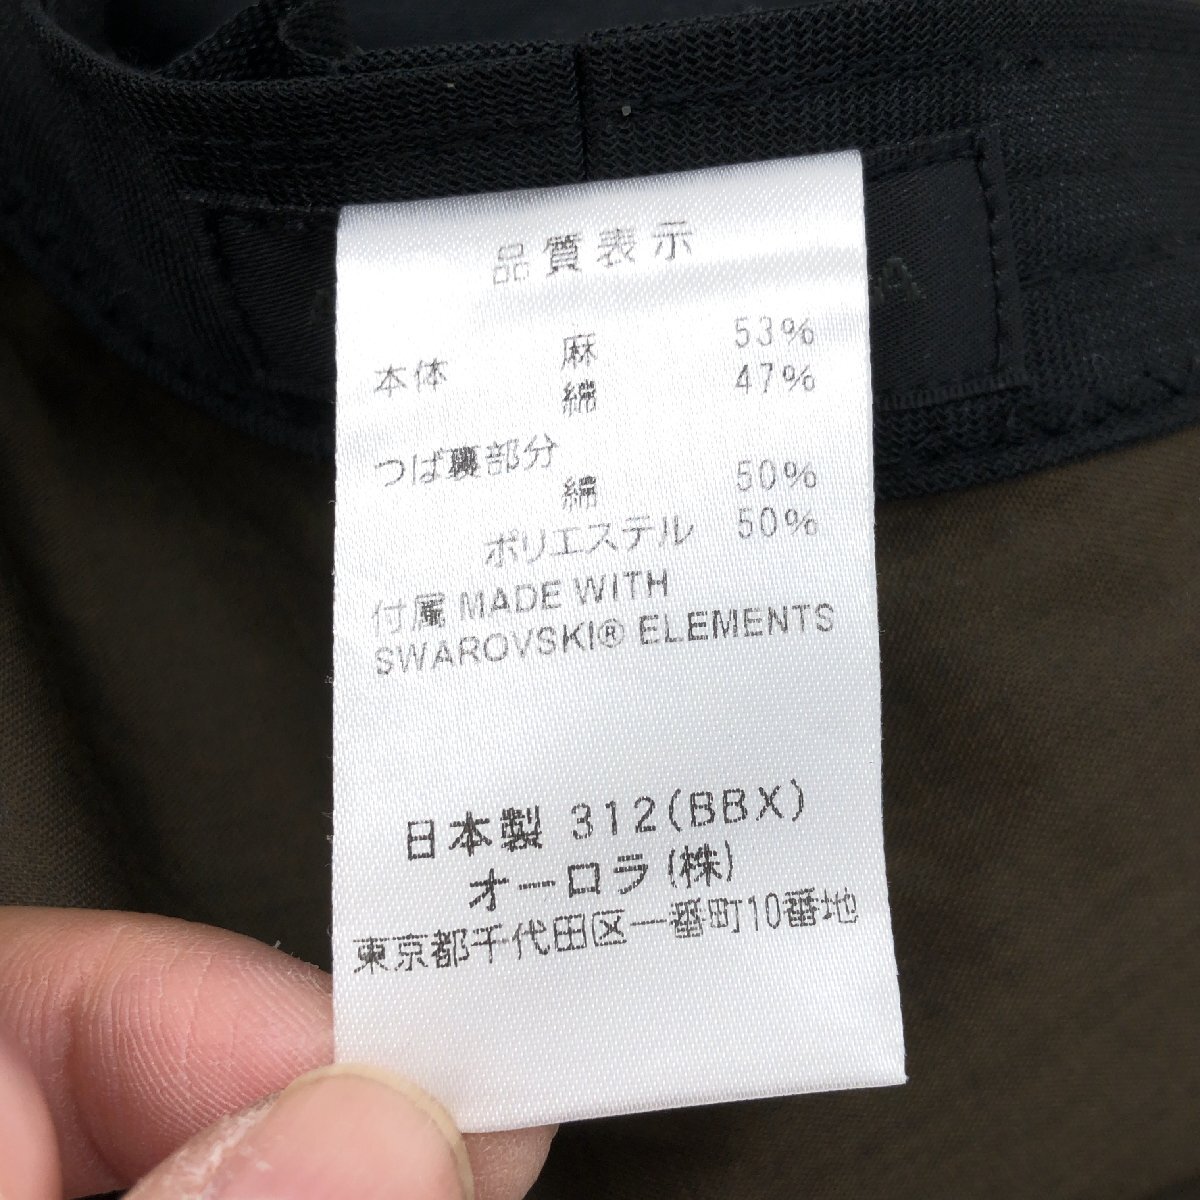 品質表示
本体 麻 53%
綿 47%
つば裏部分
綿 50%
ポリエステル 50%
付属 MADE WITH
SWAROVSKI® ELEMENTS
日本製 312(BBX)
オーロラ(株)
東京都千代田区一番町10番地